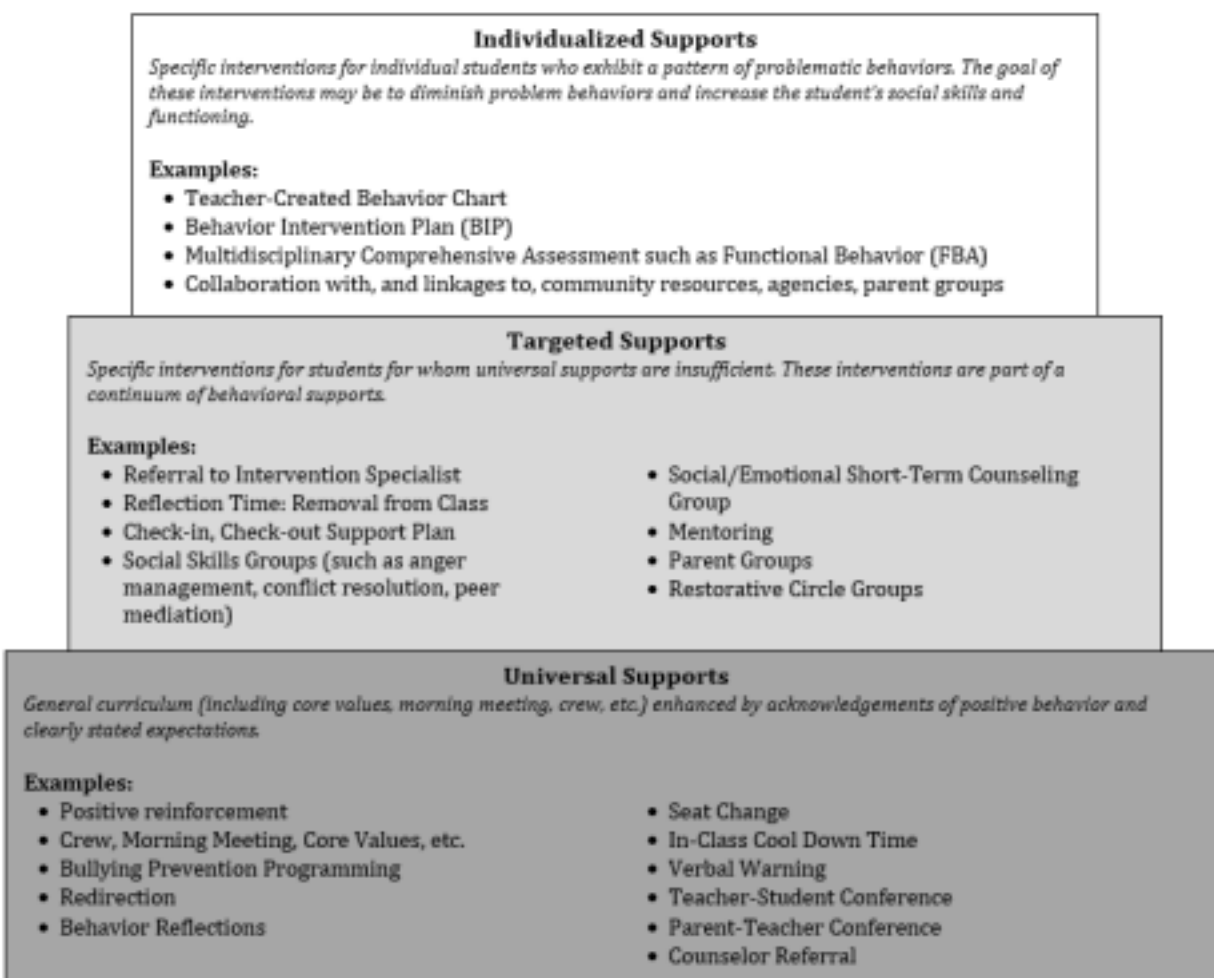 Individualized Supports
Specific interventions for individual students who exhibit a pattern of problematic behaviors. The goal of
these interventions may be to diminish problem behaviors and increase the student's social skills and
functioning.
Examples:
• Teacher-Created Behavior Chart
• Behavior Intervention Plan (BIP)
• Multidisciplinary Comprehensive Assessment such as Functional Behavior (FBA)
• Collaboration with, and linkages to, community resources, agencies, parent groups
Targeted Supports
Specific interventions for students for whom universal supports are insufficient. These interventions are part of a
continuum of behavioral supports.
Examples:
• Referral to Intervention Specialist
• Reflection Time: Removal from Class
• Check-in, Check-out Support Plan
• Social Skills Groups (such as anger
management, conflict resolution, peer
mediation)
• Social/Emotional Short-Term Counseling
Group
• Mentoring
• Parent Groups
• Restorative Circle Groups
Universal Supports
General curriculum (including core values, morning meeting, crew, etc.) enhanced by acknowledgements of positive behavior and
clearly stated expectations.
Examples:
• Positive reinforcement
• Crew, Morning Meeting, Core Values, etc.
• Bullying Prevention Programming
• Redirection
• Behavior Reflections
• Seat Change
• In-Class Cool Down Time
• Verbal Warning
• Teacher-Student Conference
• Parent-Teacher Conference
• Counselor Referral